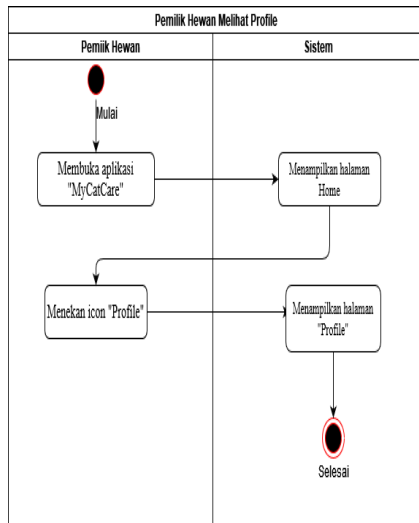 Pemilik Hewan Melihat Profile
Pemiik Hewan
Sistem
Mulai
Membuka aplikasi
"MyCatCare"
Menampilkan halaman
Home
Menekan icon "Profile"
Menampilkan halaman
"Profile"
Selesai